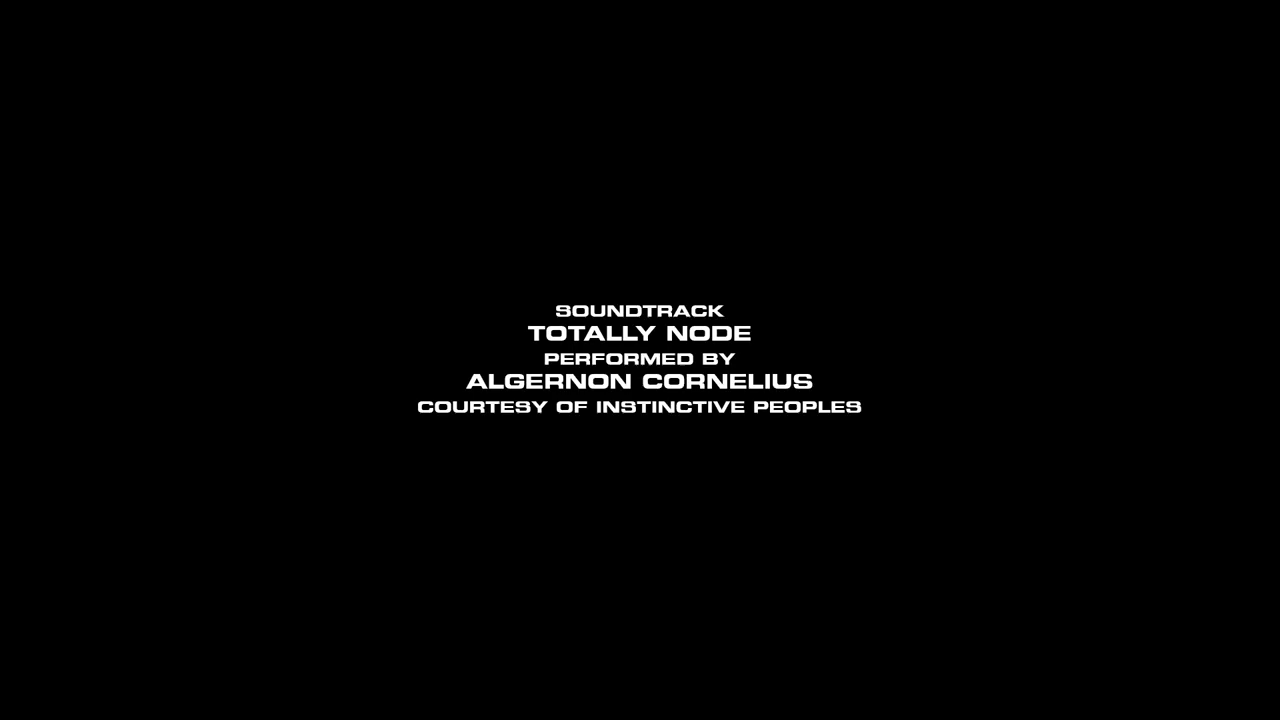 SOUNDTRACK
TOTALLY NODE
PERFORMED BY
ALGERNON CORNELIUS
COURTESY OF INSTINCTIVE PEOPLES